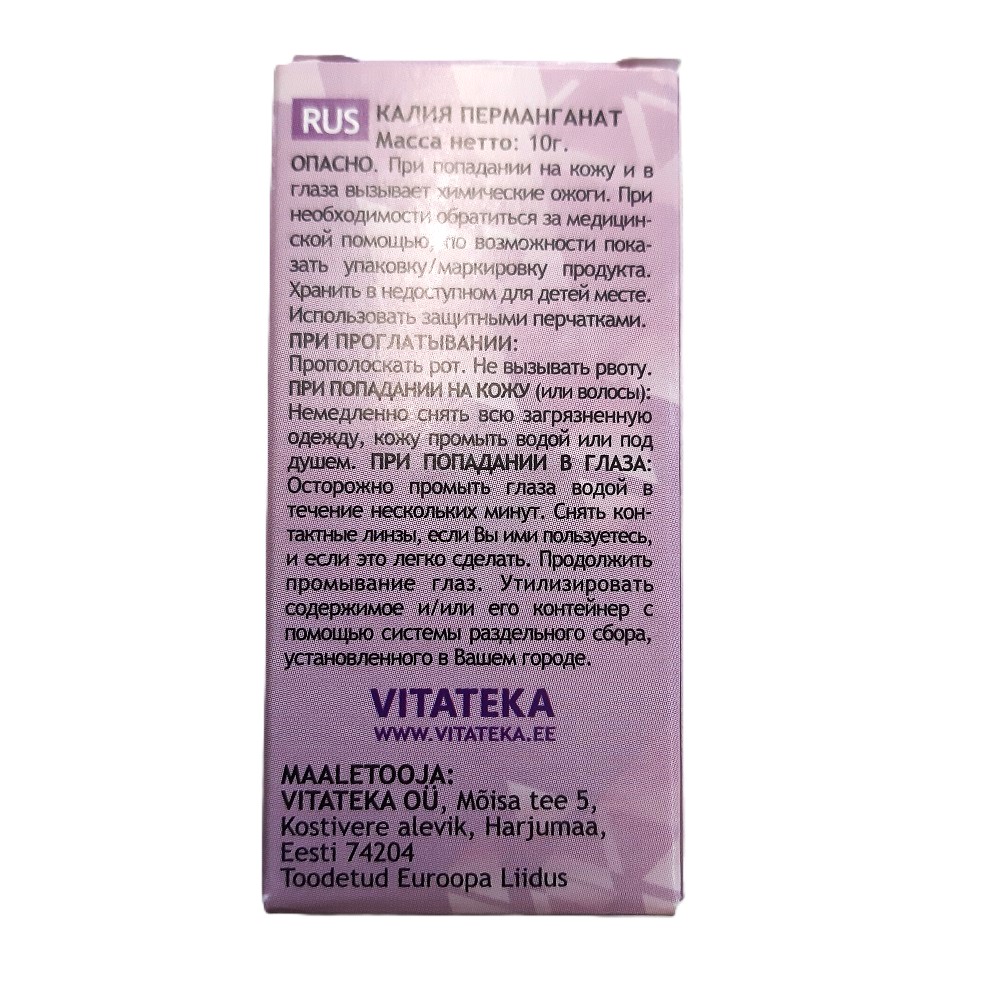 RUS КАЛИЯ ПЕРМАНГАНАТ
Масса нетто: 10г.
ОПАСНО. При попадании на кожу и в
глаза вызывает химические ожоги. При
необходимости обратиться за медицин-
ской помощью, по возможности пока-
зать упаковку/маркировку продукта.
Хранить в недоступном для детей месте.
Использовать защитными перчатками.
ПРИ ПРОГЛАТЫВАНИИ:
Прополоскать рот. Не вызывать рвоту.
ПРИ ПОПАДАНИИ НА КОЖУ (или волосы):
Немедленно снять всю загрязненную
одежду, кожу промыть водой или под
душем. ПРИ ПОПАДАНИИ В ГЛАЗА:
Осторожно промыть глаза водой в
течение нескольких минут. Снять кон-
тактные линзы, если Вы ими пользуетесь,
и если это легко сделать. Продолжить
промывание глаз. Утилизировать
содержимое и/или его контейнер с
помощью системы раздельного сбора,
установленного в Вашем городе.
VITATEKA
WWW.VITATEKA.EE
MAALETOOJA:
VITATEKA OÜ, Mõisa tee 5,
Kostivere alevik, Harjumaa,
Eesti 74204
Toodetud Euroopa Liidus